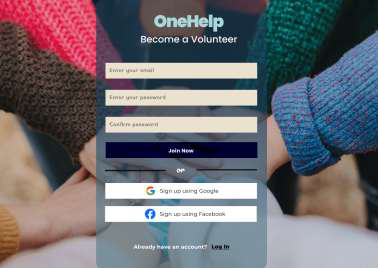 OneHelp
Become a Volunteer
Enter your email
Enter your password
Confirm password
Join Now
or
Sign up using Google
Sign up using Facebook
Already have an account? Log In